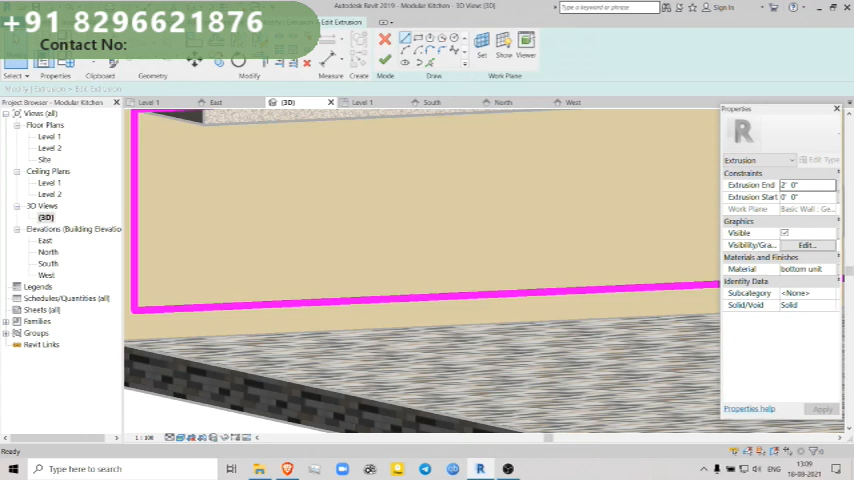 +91 8296621876
Contact No:
Autodesk Revit 2019 - Modular Kitchen - 3D View: {3D}
Type a keyword or phrase
Sign In
Edit Extrusion
Select
Properties
Clipboard
Geometry
Modify
Measure
Create
Mode
Draw
Set
Show
Viewer
Work Plane
Modify | Extrusion > Edit Extrusion
Project Browser - Modular Kitchen
Level 1
East
{3D}
Level 1
South
North
West
Views (all)
Floor Plans
Level 1
Level 2
Site
Ceiling Plans
Level 1
Level 2
3D Views
{3D}
Elevations (Building Elevatio
East
North
South
West
Legends
Schedules/Quantities (all)
Sheets (all)
Families
Groups
Revit Links
Properties
R
Extrusion
Edit Type
Constraints
Extrusion End 2' 0"
Extrusion Start 0' 0"
Work Plane Basic Wall : Ge...
Graphics
Visible
Visibility/Gra... Edit...
Materials and Finishes
Material bottom unit
Identity Data
Subcategory <None>
Solid/Void Solid
Properties help
Apply
1 : 100
Ready
:0
Type here to search
R
ENG
13:09
18-08-2021